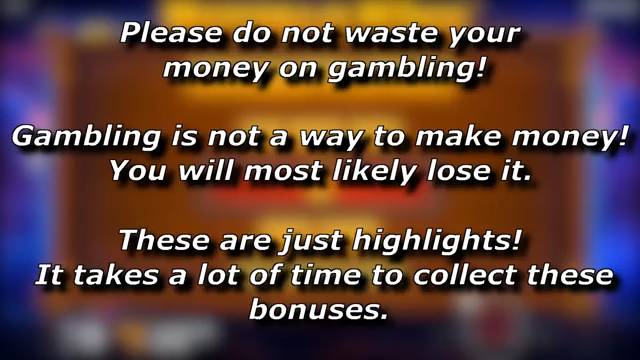 Please do not waste your
money on gambling!
Gambling is not a way to make money!
You will most likely lose it.
These are just highlights!
It takes a lot of time to collect these
bonuses.